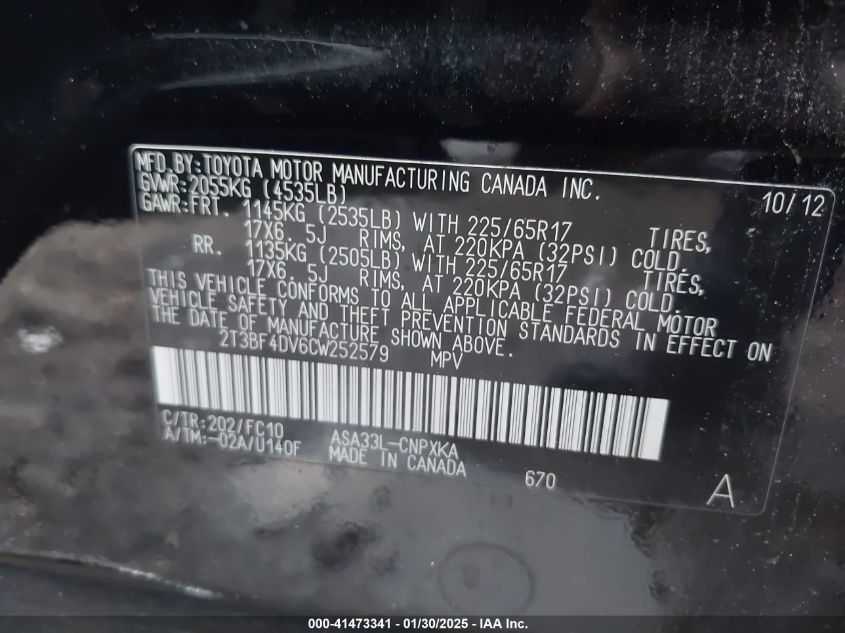 MFD. BY: TOYOTA MOTOR MANUFACTURING CANADA INC. 10/12
GVWR: 2055KG (4535LB)
GAWR: FRT. 1145KG (2535LB) WITH 225/65R17 TIRES,
17X6. 5J RIMS, AT 220KPA (32PSI) COLD.
RR. 1135KG (2505LB) WITH 225/65R17 TIRES,
17X6. 5J RIMS, AT 220KPA (32PSI) COLD.
THIS VEHICLE CONFORMS TO ALL APPLICABLE FEDERAL MOTOR
VEHICLE SAFETY AND THEFT PREVENTION STANDARDS IN EFFECT ON
THE DATE OF MANUFACTURE SHOWN ABOVE.
2T3BF4DV6CW252579 MPV
C/TR: 202/FC10 ASA33L-CNPXKA
A/TM: -02A/U140F MADE IN CANADA
670 A
000-41473341 - 01/30/2025 - IAA Inc.